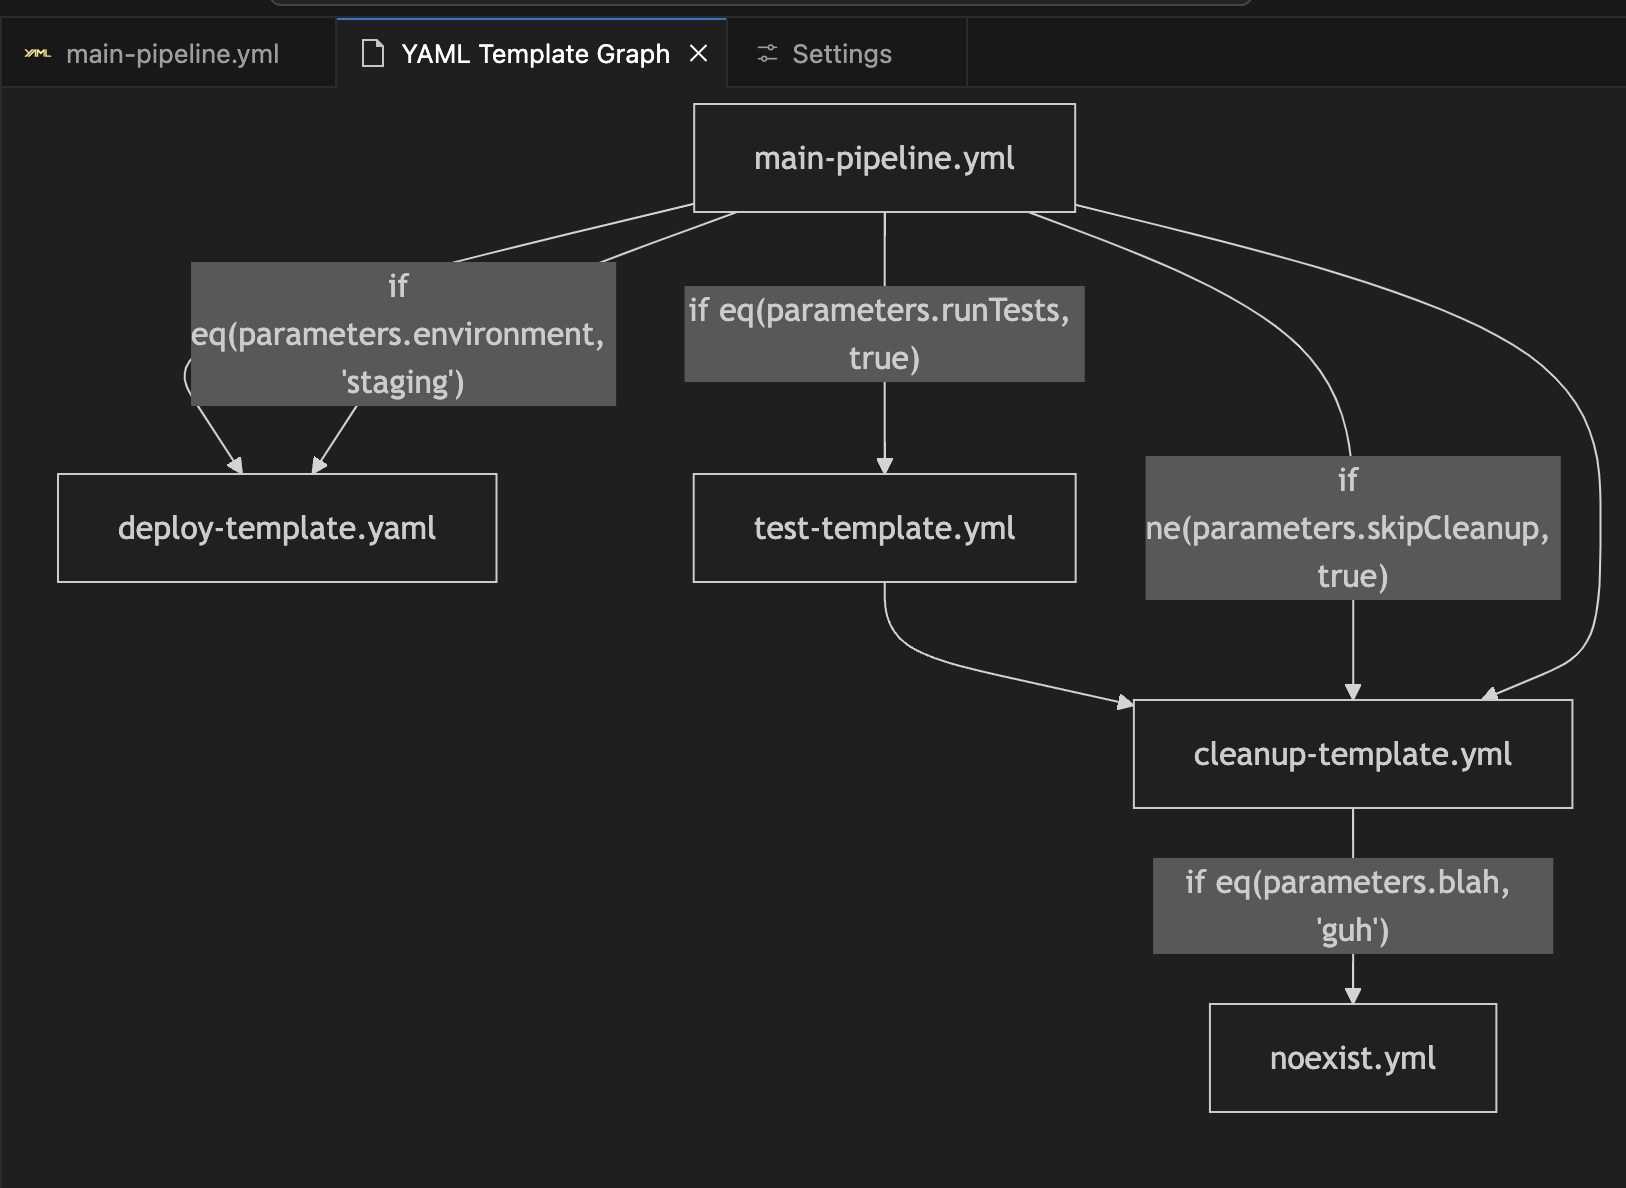 YAML main-pipeline.yml
YAML Template Graph
Settings
main-pipeline.yml
if
eq(parameters.environment,
'staging')
if eq(parameters.runTests,
true)
if
ne(parameters.skipCleanup,
true)
deploy-template.yaml
test-template.yml
cleanup-template.yml
if eq(parameters.blah,
'guh')
noexist.yml